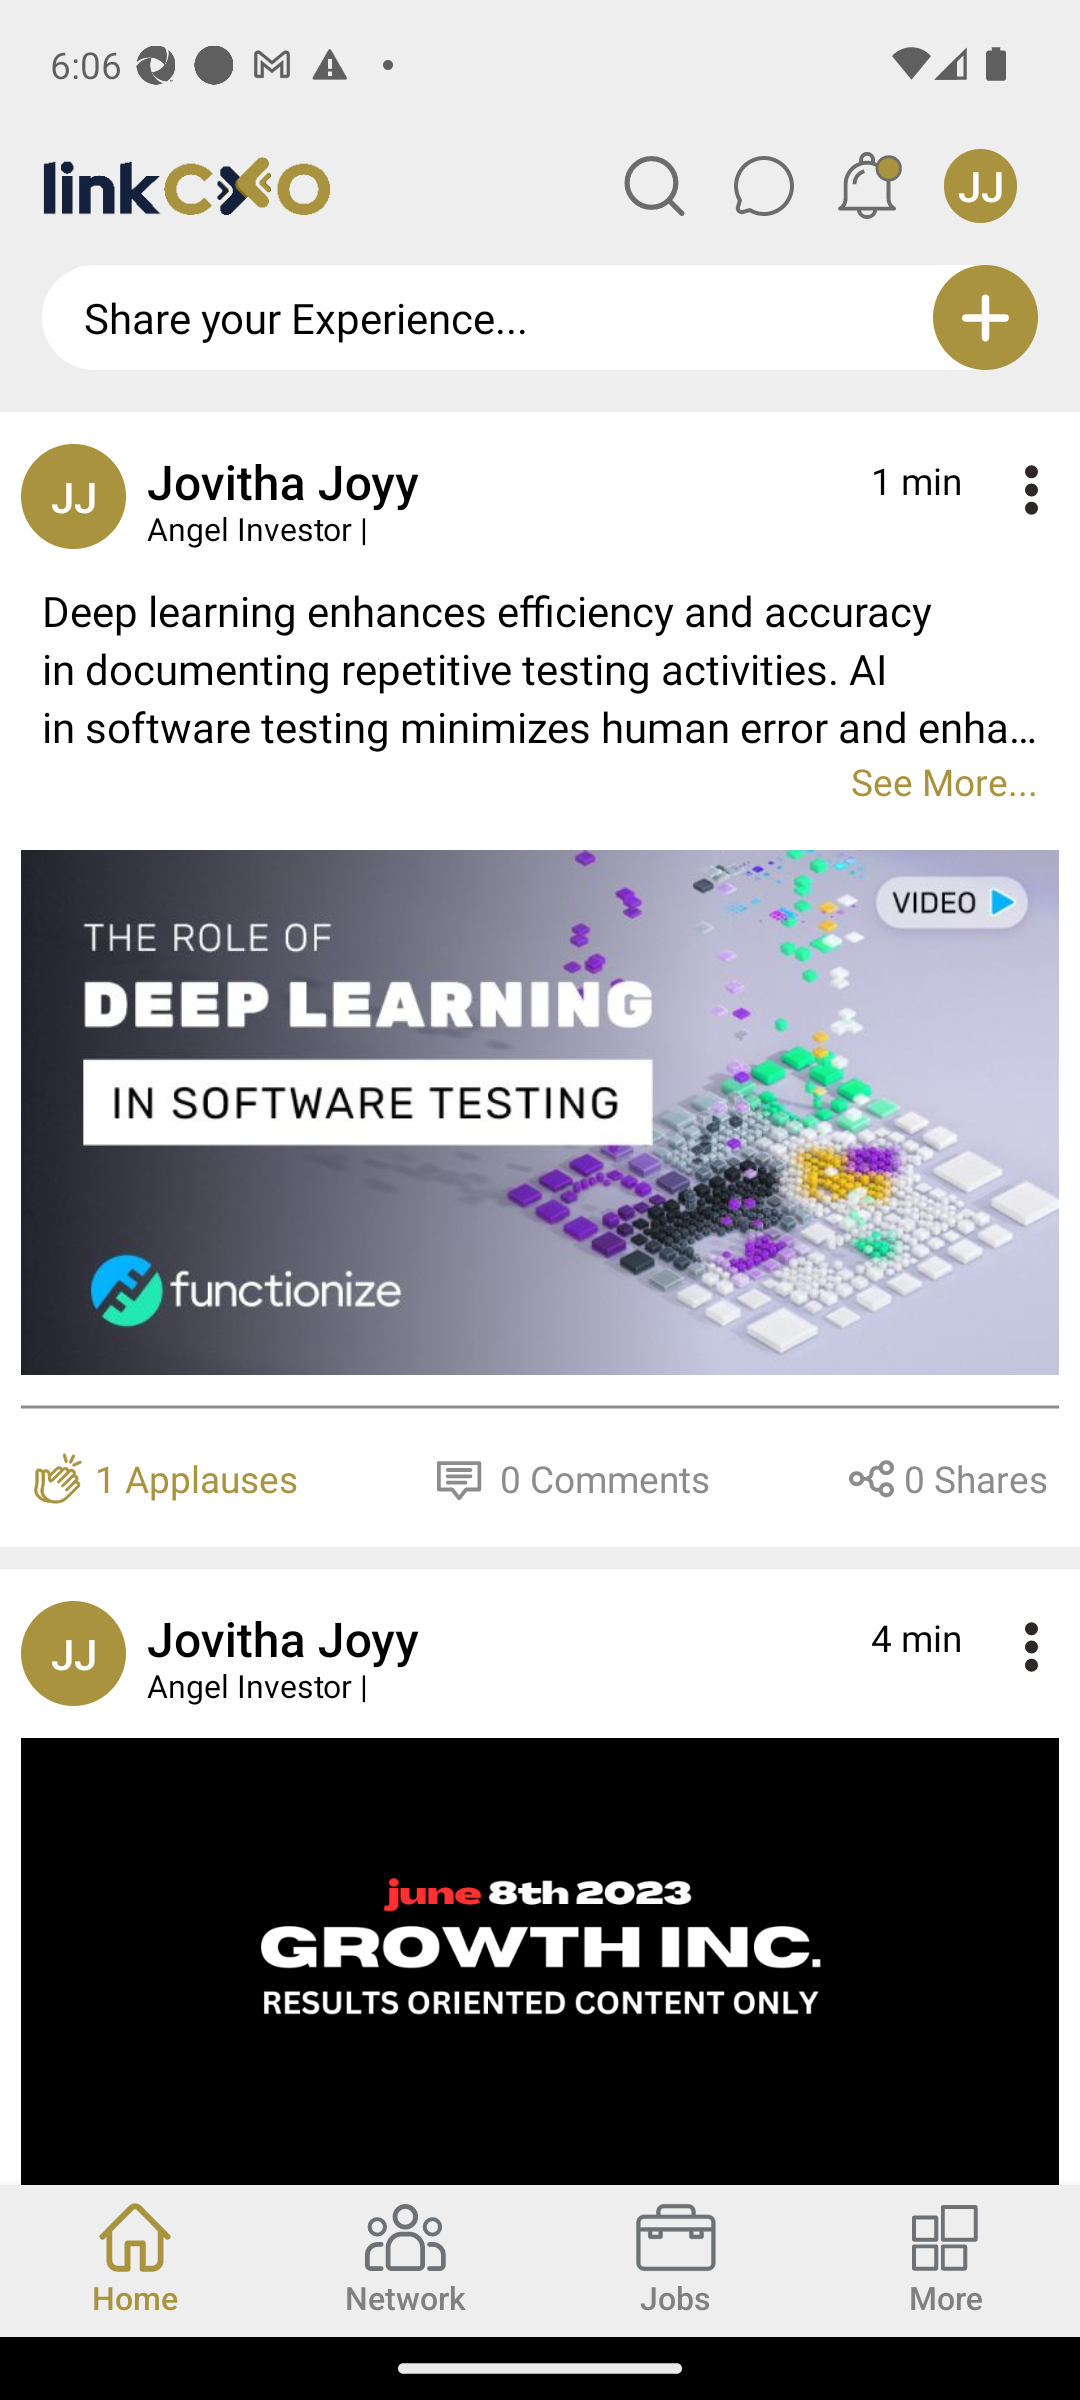 6:06
linkCXO
JJ
Share your Experience...
JJ
Jovitha Joyy
1 min
Angel Investor |
Deep learning enhances efficiency and accuracy
in documenting repetitive testing activities. AI
in software testing minimizes human error and enha...
See More...
VIDEO
THE ROLE OF
DEEP LEARNING
IN SOFTWARE TESTING
functionize
1 Applauses
0 Comments
0 Shares
JJ
Jovitha Joyy
4 min
Angel Investor |
june 8th 2023
GROWTH INC.
RESULTS ORIENTED CONTENT ONLY
Home
Network
Jobs
More